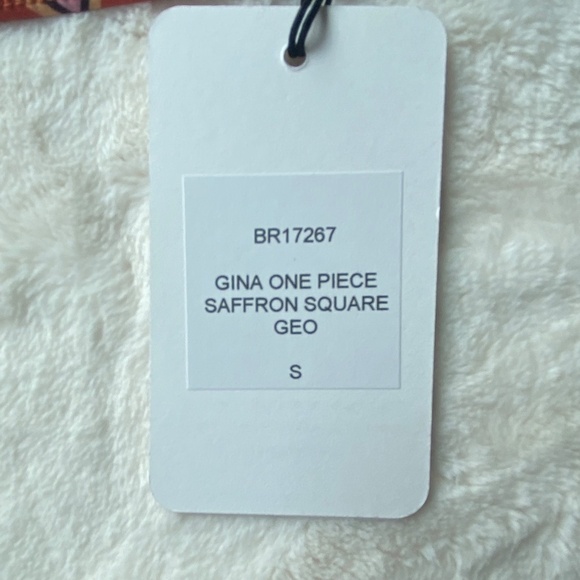 BR17267
GINA ONE PIECE
SAFFRON SQUARE
GEO
S